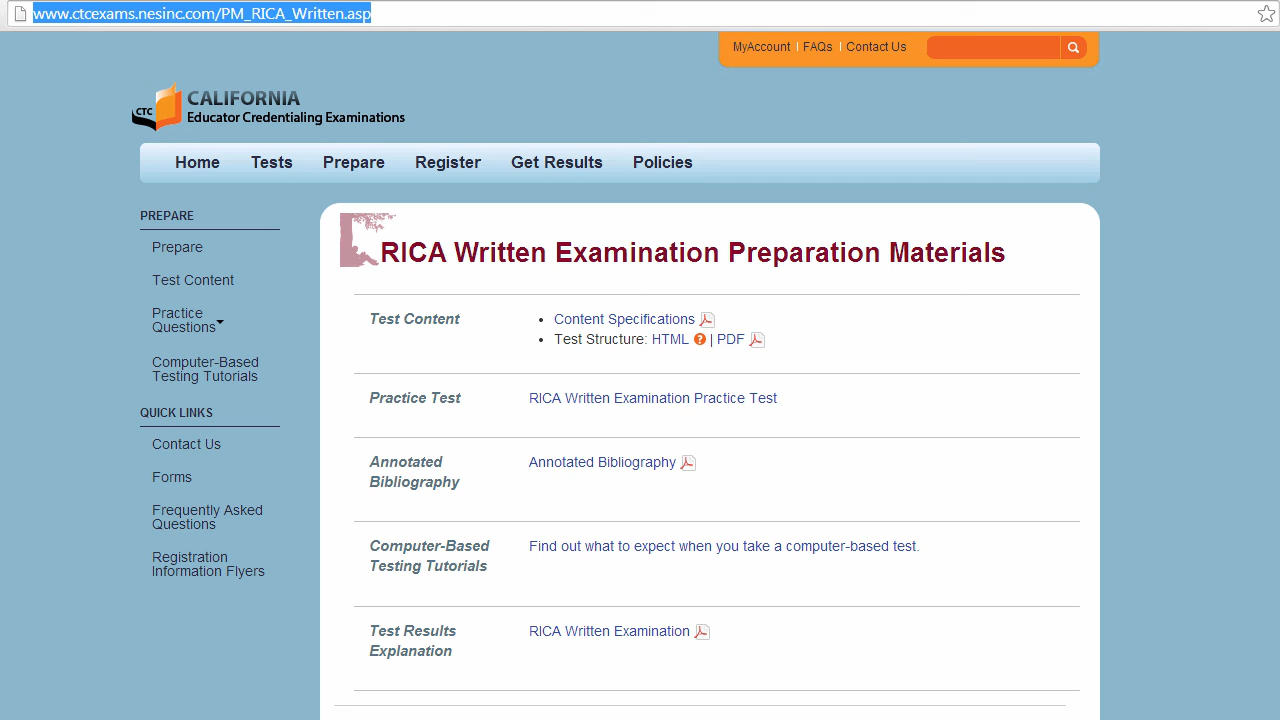 www.ctcexams.nesinc.com/PM_RICA_Written.asp
MyAccount | FAQs | Contact Us
CTC
CALIFORNIA
Educator Credentialing Examinations
Home Tests Prepare Register Get Results Policies
PREPARE
Prepare
Test Content
Practice
Questions
Computer-Based
Testing Tutorials
QUICK LINKS
Contact Us
Forms
Frequently Asked
Questions
Registration
Information Flyers
RICA Written Examination Preparation Materials
Test Content
• Content Specifications
• Test Structure: HTML ? | PDF
Practice Test
RICA Written Examination Practice Test
Annotated
Bibliography
Annotated Bibliography
Computer-Based
Testing Tutorials
Find out what to expect when you take a computer-based test.
Test Results
Explanation
RICA Written Examination